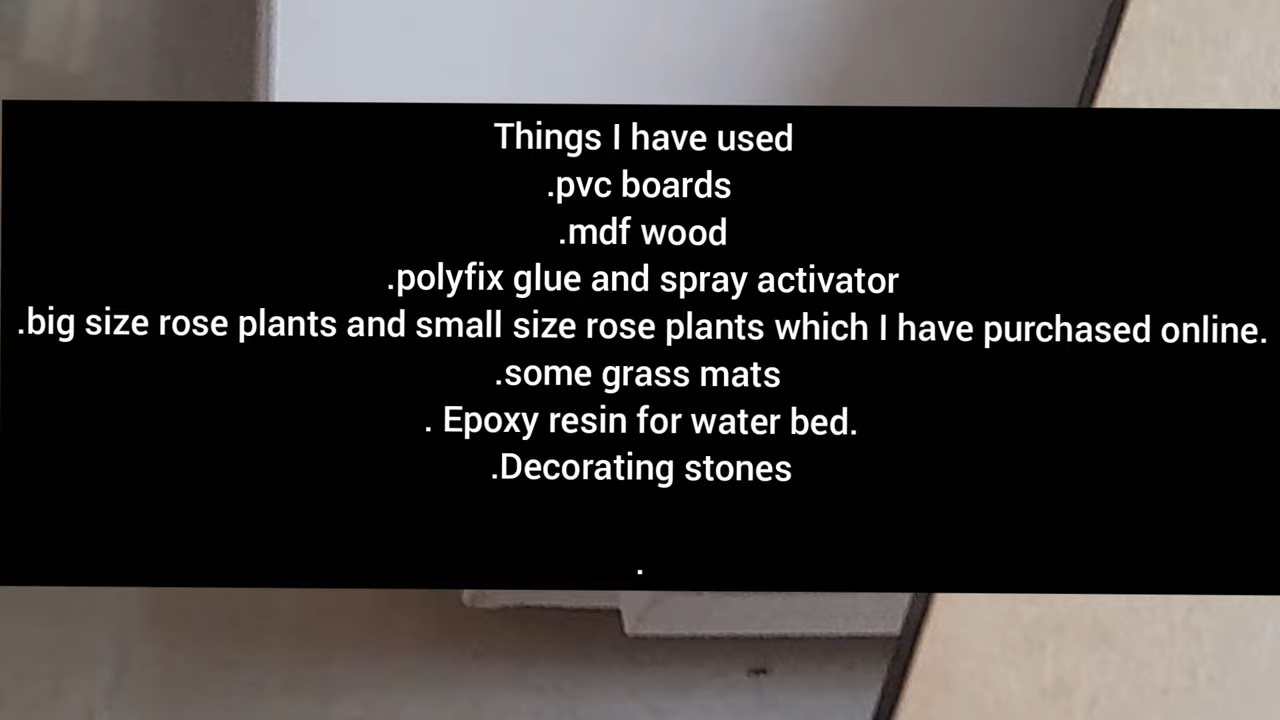 Things I have used
.pvc boards
.mdf wood
.polyfix glue and spray activator
.big size rose plants and small size rose plants which I have purchased online.
.some grass mats
. Epoxy resin for water bed.
.Decorating stones
.